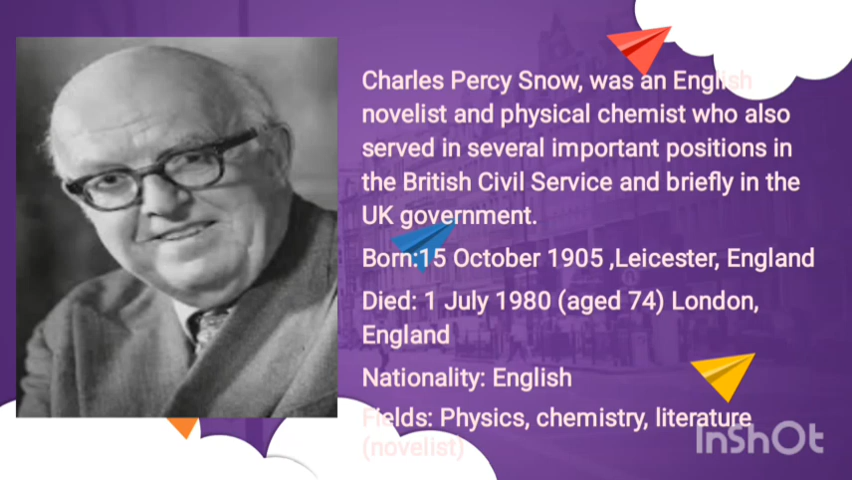 Charles Percy Snow, was an English
novelist and physical chemist who also
served in several important positions in
the British Civil Service and briefly in the
UK government.
Born:15 October 1905 ,Leicester, England
Died: 1 July 1980 (aged 74) London,
England
Nationality: English
Fields: Physics, chemistry, literature
(novelist)
InShOt